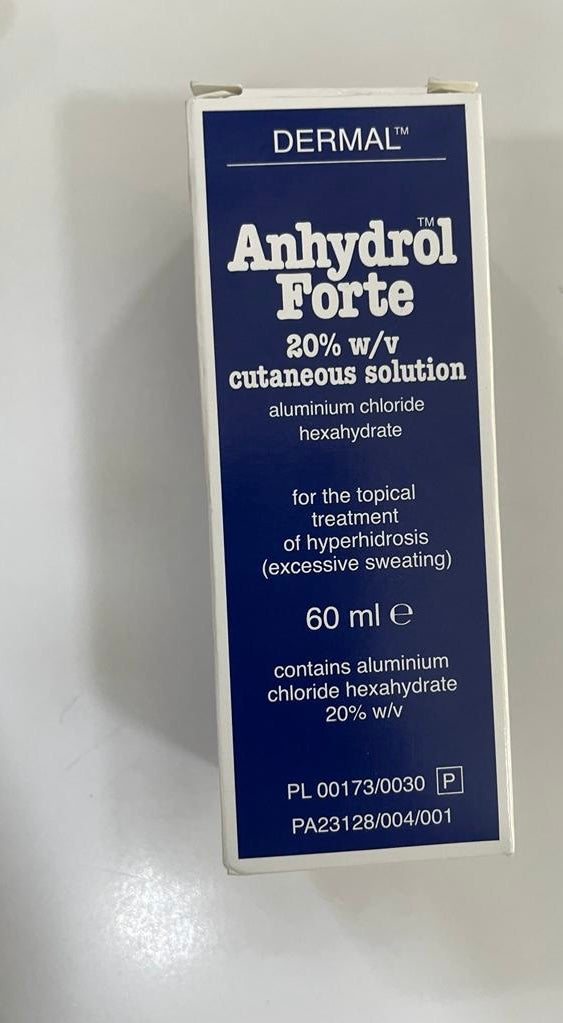 DERMAL™
Anhydrol™
Forte
20% w/v
cutaneous solution
aluminium chloride
hexahydrate
for the topical
treatment
of hyperhidrosis
(excessive sweating)
60 ml ℮
contains aluminium
chloride hexahydrate
20% w/v
PL 00173/0030 P
PA23128/004/001